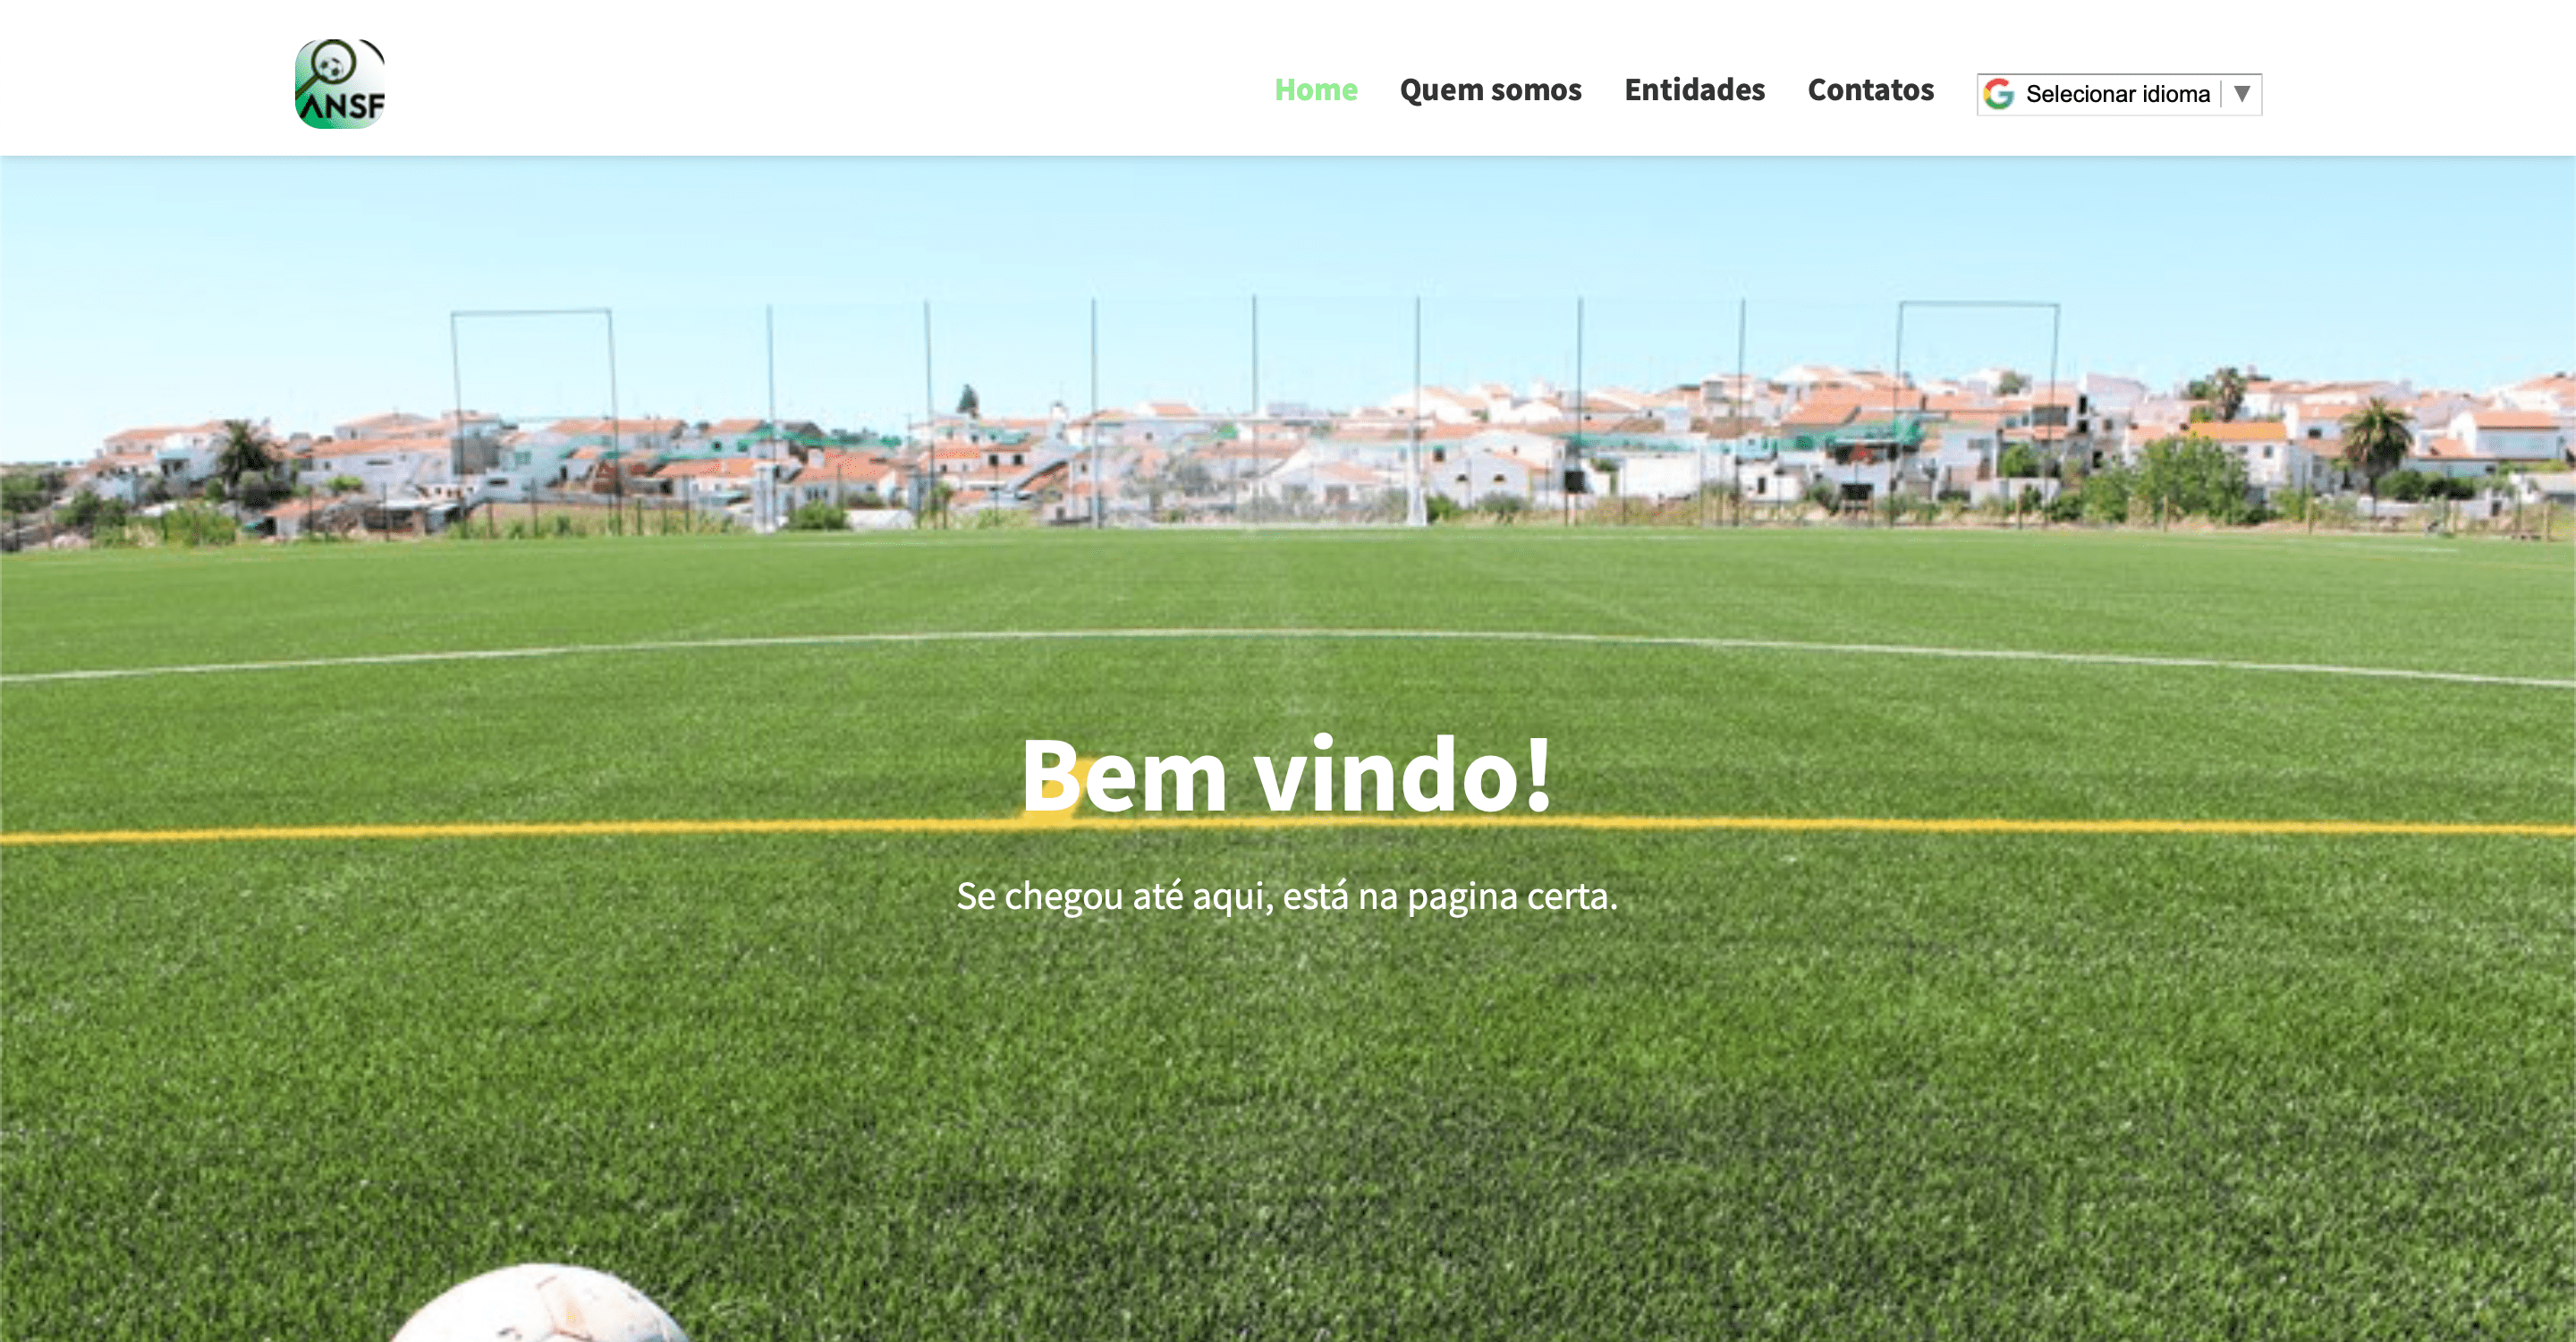 ANSF
Home Quem somos Entidades Contatos Selecionar idioma ▼
Bem vindo!
Se chegou até aqui, está na pagina certa.